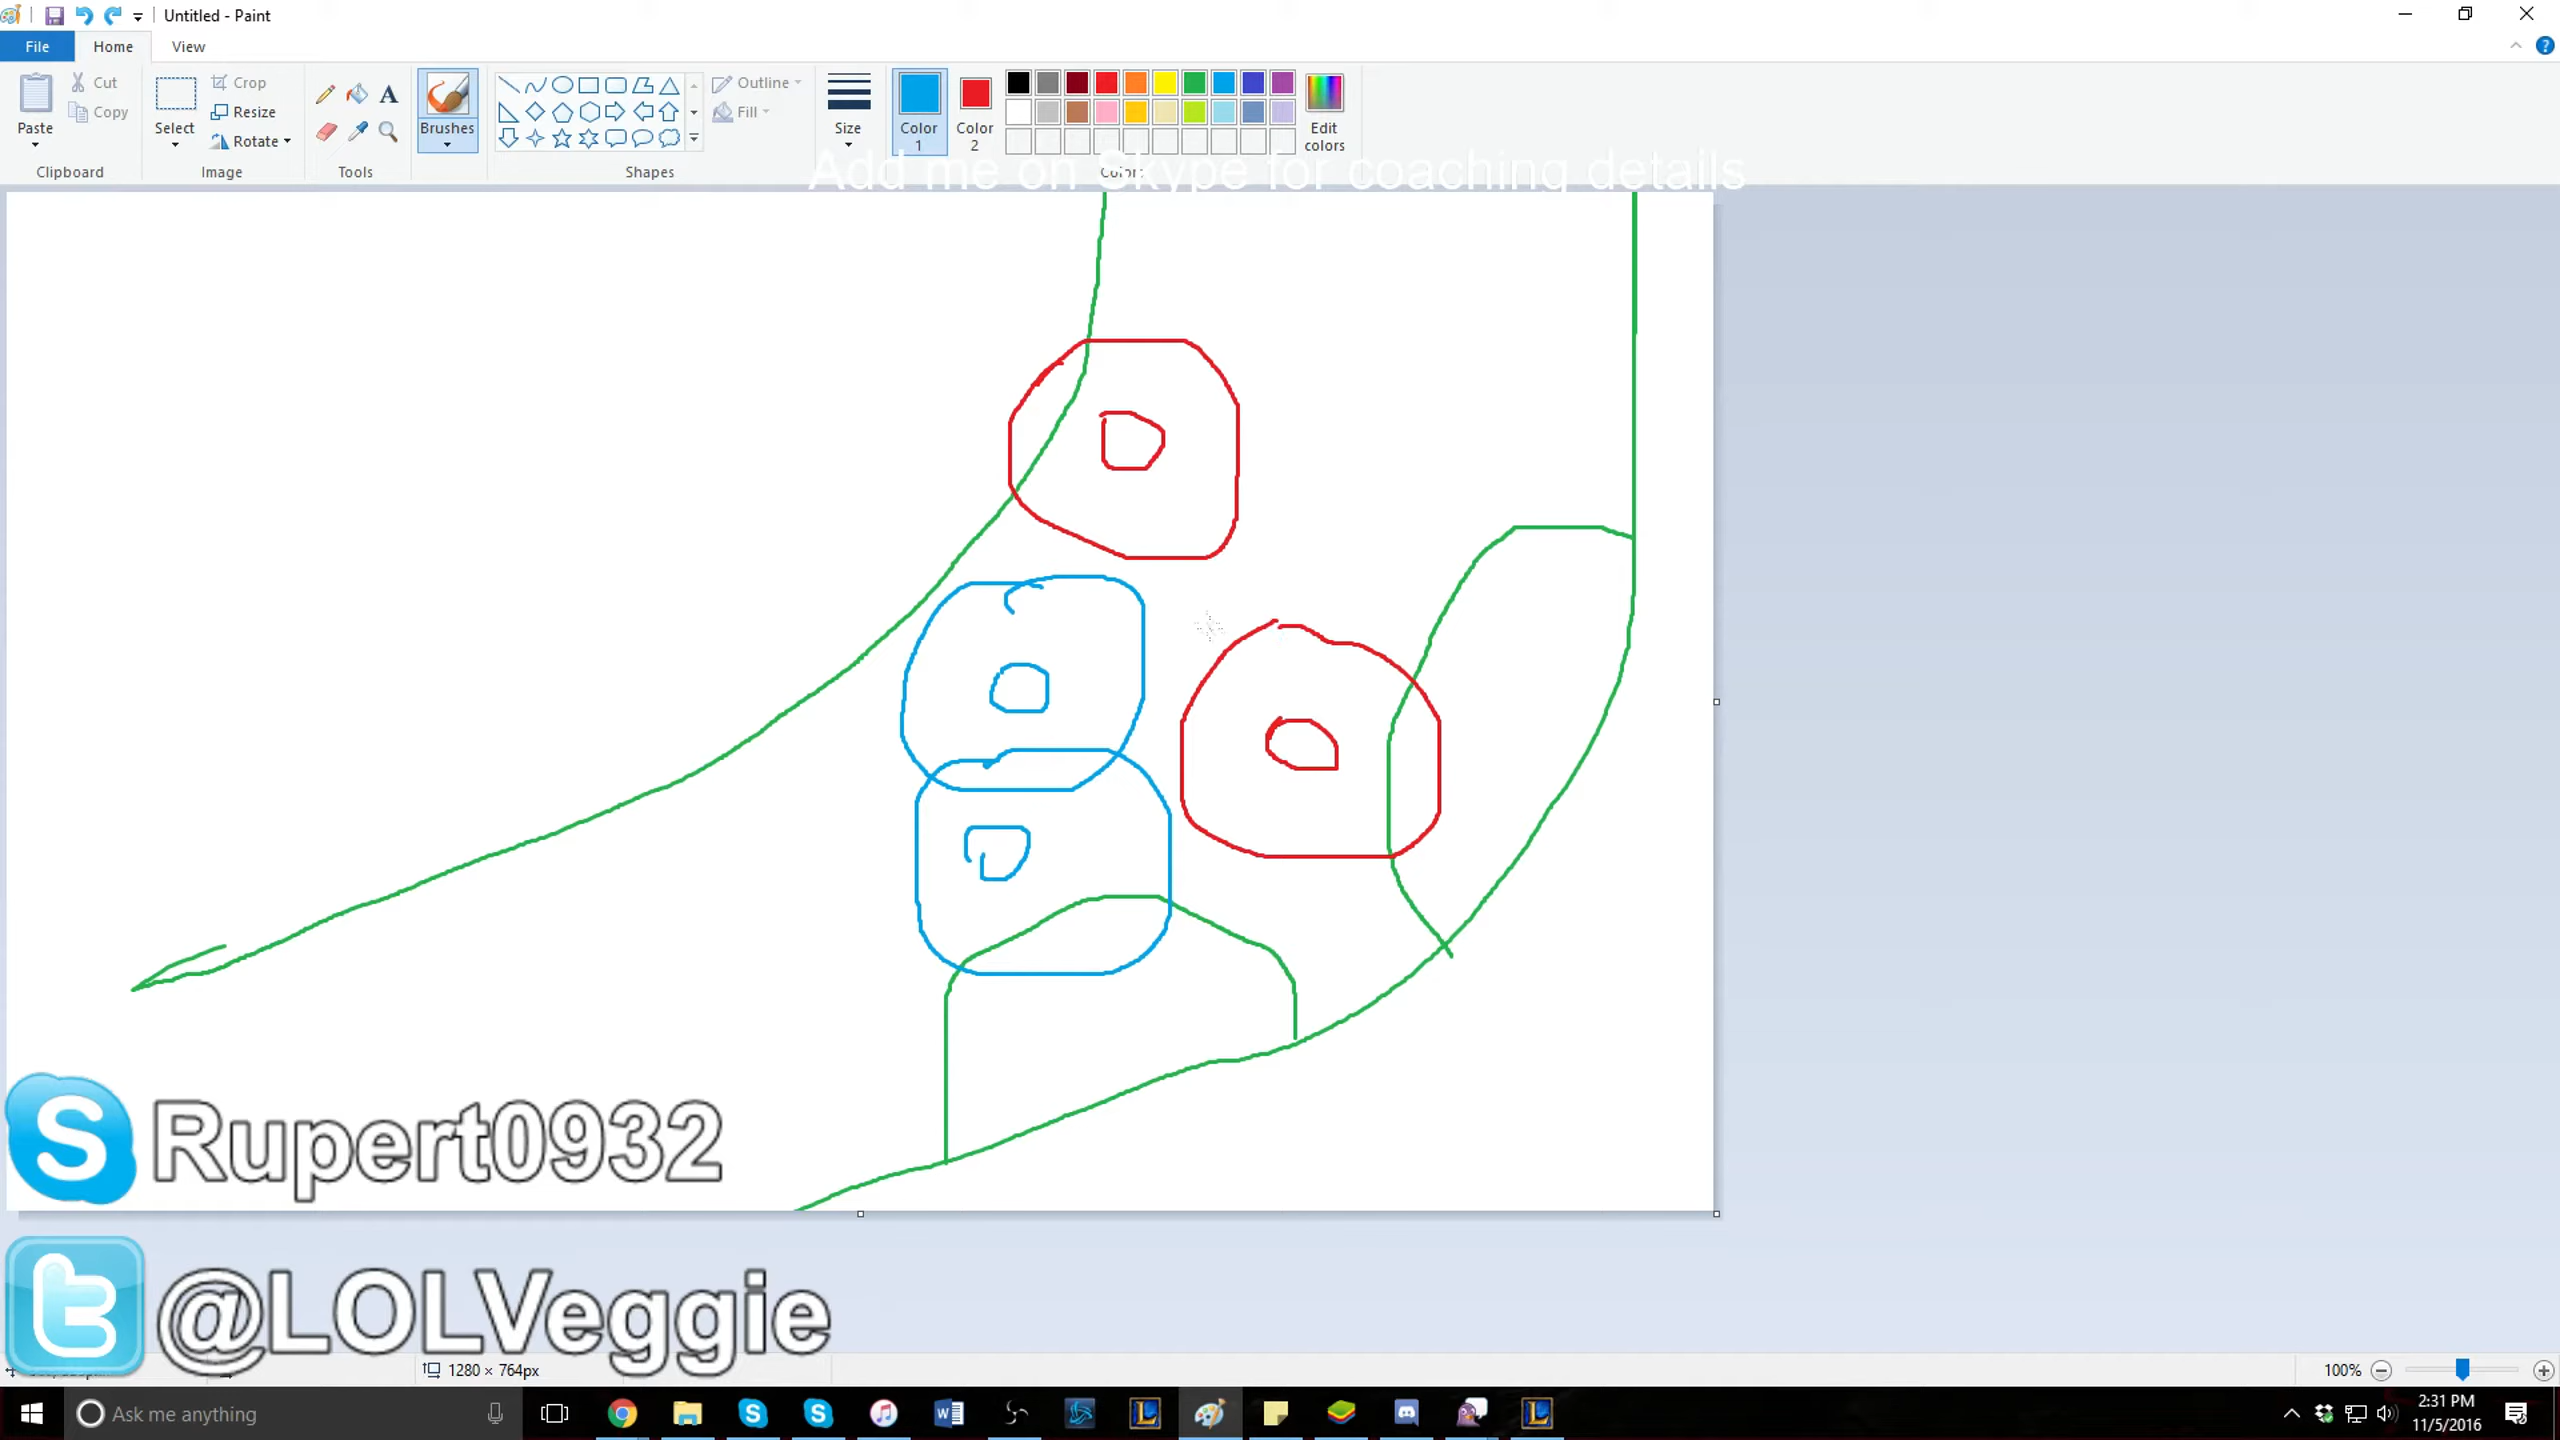 Untitled - Paint
File Home View
Paste
Cut
Copy
Clipboard
Select
Crop
Resize
Rotate
Image
A
Tools
Brushes
Shapes
Outline
Fill
Size
Color 1
Color 2
Edit colors
Colors
Add me on Skype for coaching details
S Rupert0932
@LOLVeggie
1280 × 764px
100%
Ask me anything
2:31 PM
11/5/2016